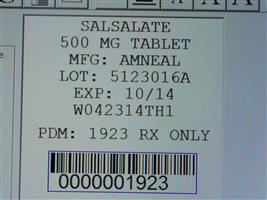 SALSALATE
500 MG TABLET
MFG: AMNEAL
LOT: 5123016A
EXP: 10/14
W042314TH1
PDM: 1923 RX ONLY
0000001923